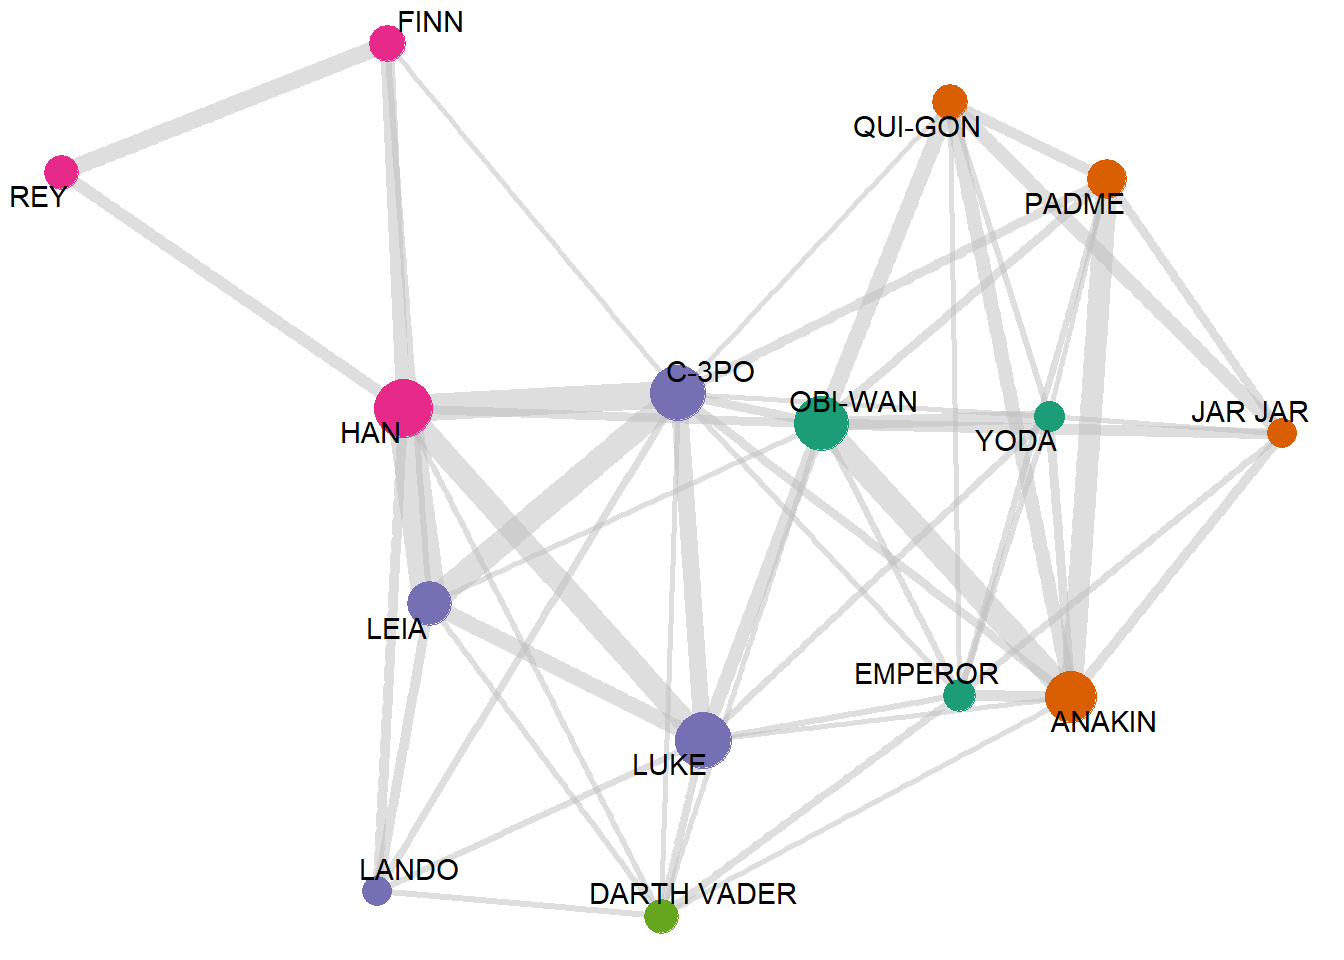 FINN
QUI-GON
REY
PADME
C-3PO
OBI-WAN
JAR JAR
HAN
YODA
LEIA
EMPEROR
ANAKIN
LUKE
LANDO
DARTH VADER